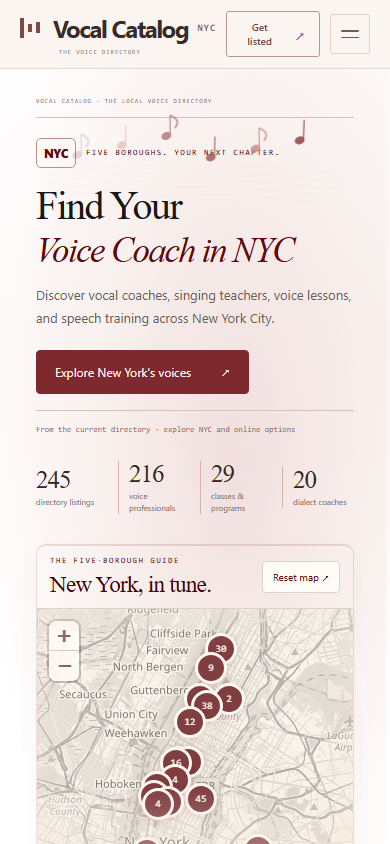 Vocal Catalog NYC
THE VOICE DIRECTORY
Get
listed ↗
VOCAL CATALOG · THE LOCAL VOICE DIRECTORY
NYC
FIVE BOROUGHS. YOUR NEXT CHAPTER.
Find Your
Voice Coach in NYC
Discover vocal coaches, singing teachers, voice lessons,
and speech training across New York City.
Explore New York's voices ↗
From the current directory · explore NYC and online options
245
directory listings
216
voice
professionals
29
classes &
programs
20
dialect coaches
THE FIVE-BOROUGH GUIDE
New York, in tune.
Reset map ↗
+
−
Ridgefield
Cliffside Park
Fairview
30
North Bergen
9
Secaucus
Guttenberg
2
38
Union City
12
Weehawken
16
4
Hoboken
45
4
Hudson
County
New York